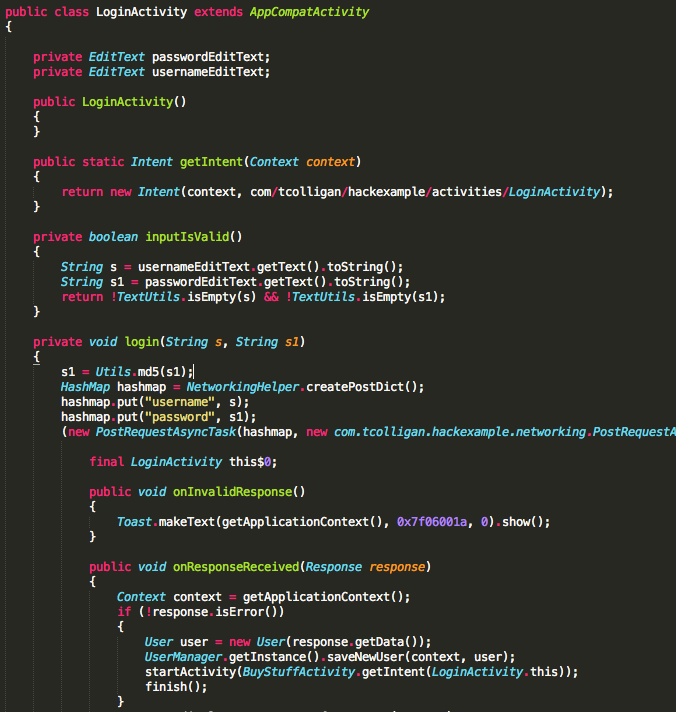 public class LoginActivity extends AppCompatActivity
{
private EditText passwordEditText;
private EditText usernameEditText;
public LoginActivity()
{
}
public static Intent getIntent(Context context)
{
return new Intent(context, com/tcolligan/hackexample/activities/LoginActivity);
}
private boolean inputIsValid()
{
String s = usernameEditText.getText().toString();
String s1 = passwordEditText.getText().toString();
return !TextUtils.isEmpty(s) && !TextUtils.isEmpty(s1);
}
private void login(String s, String s1)
{
s1 = Utils.md5(s1);
HashMap hashmap = NetworkingHelper.createPostDict();
hashmap.put("username", s);
hashmap.put("password", s1);
(new PostRequestAsyncTask(hashmap, new com.tcolligan.hackexample.networking.PostRequestA
final LoginActivity this$0;
public void onInvalidResponse()
{
Toast.makeText(getApplicationContext(), 0x7f06001a, 0).show();
}
public void onResponseReceived(Response response)
{
Context context = getApplicationContext();
if (!response.isError())
{
User user = new User(response.getData());
UserManager.getInstance().saveNewUser(context, user);
startActivity(BuyStuffActivity.getIntent(LoginActivity.this));
finish();
}